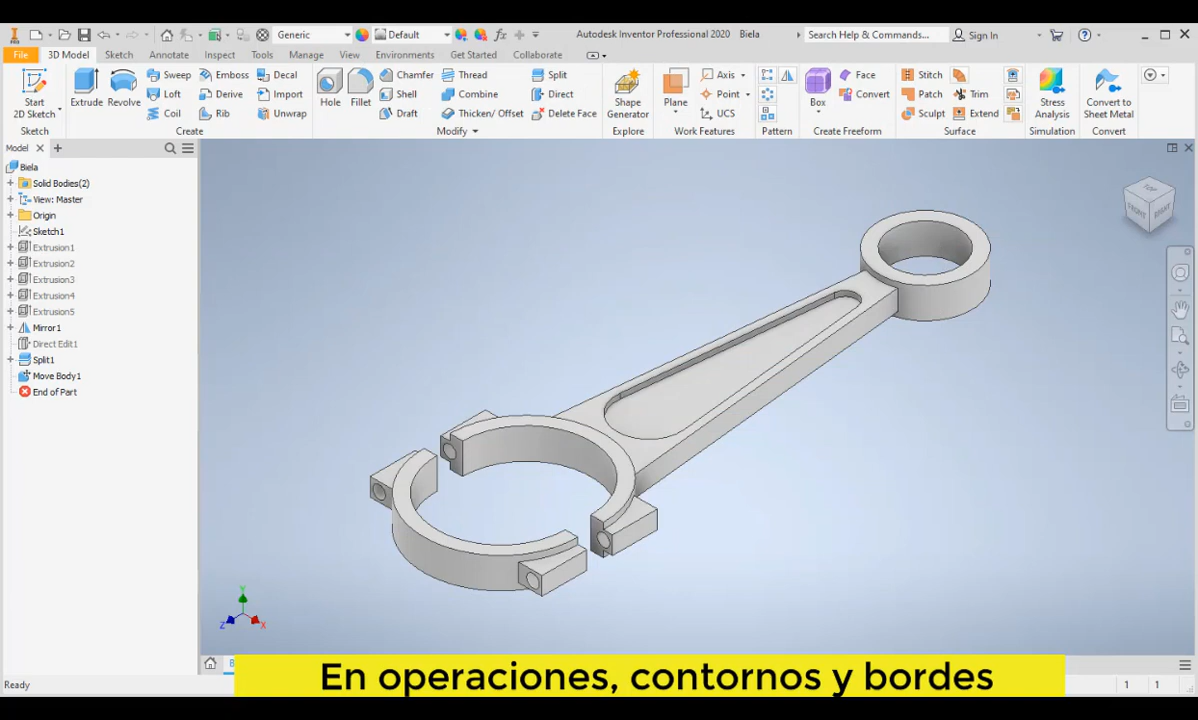 Generic
Default
Autodesk Inventor Professional 2020 Biela
Search Help & Commands...
Sign In
File 3D Model Sketch Annotate Inspect Tools Manage View Environments Get Started Collaborate
Start
2D Sketch
Extrude
Revolve
Sweep
Loft
Coil
Emboss
Derive
Rib
Decal
Import
Unwrap
Hole
Fillet
Chamfer
Shell
Draft
Thread
Combine
Thicken/ Offset
Split
Direct
Delete Face
Shape
Generator
Plane
Axis
Point
UCS
Box
Face
Convert
Stitch
Patch
Sculpt
Trim
Extend
Stress
Analysis
Convert to
Sheet Metal
Sketch
Create
Modify
Explore
Work Features
Pattern
Create Freeform
Surface
Simulation
Convert
Model
Biela
Solid Bodies(2)
View: Master
Origin
Sketch1
Extrusion1
Extrusion2
Extrusion3
Extrusion4
Extrusion5
Mirror1
Direct Edit1
Split1
Move Body1
End of Part
TOP
FRONT
RIGHT
Y
Z
X
En operaciones, contornos y bordes
Ready
1 1